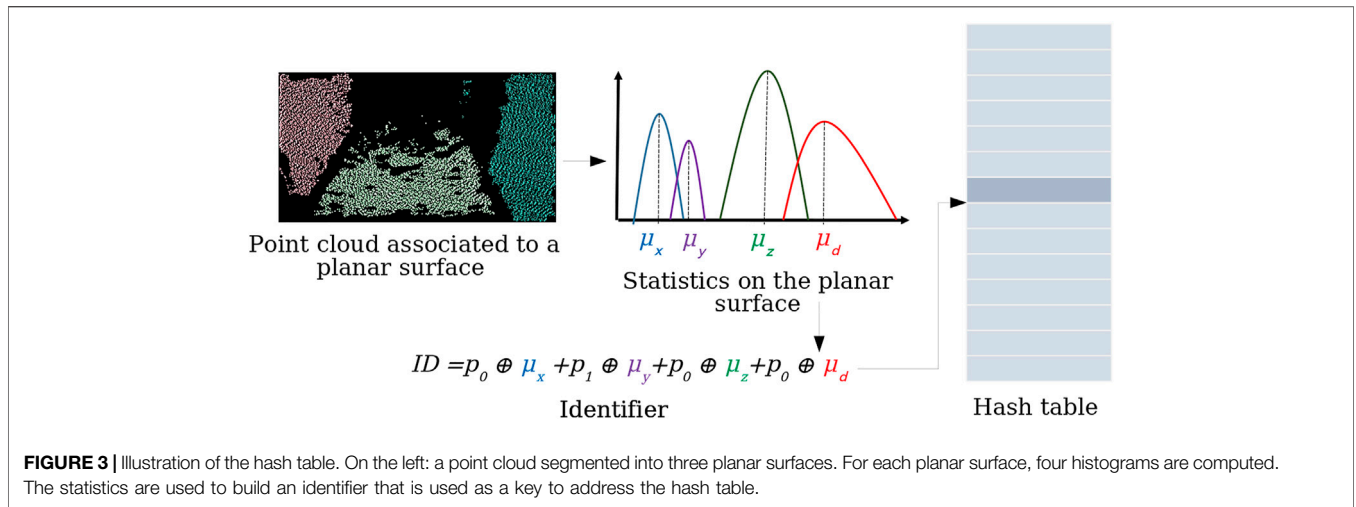 Point cloud associated to a
planar surface
μx μy μz μd
Statistics on the planar
surface
ID =p0 ⊕ μx +p1 ⊕ μy+p0 ⊕ μz+p0 ⊕ μd
Identifier
Hash table
FIGURE 3 | Illustration of the hash table. On the left: a point cloud segmented into three planar surfaces. For each planar surface, four histograms are computed.
The statistics are used to build an identifier that is used as a key to address the hash table.